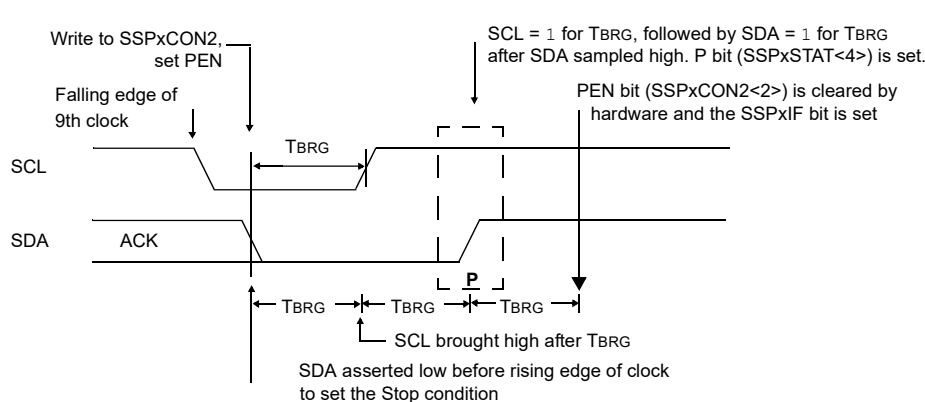 Write to SSPxCON2,
set PEN
SCL = 1 for TBRG, followed by SDA = 1 for TBRG
after SDA sampled high. P bit (SSPxSTAT<4>) is set.
Falling edge of
9th clock
PEN bit (SSPxCON2<2>) is cleared by
hardware and the SSPxIF bit is set
TBRG
SCL
SDA
ACK
P
TBRG
TBRG
TBRG
SCL brought high after TBRG
SDA asserted low before rising edge of clock
to set the Stop condition